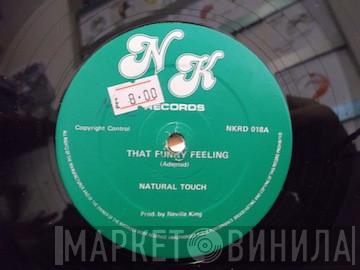 NK
RECORDS
£ 8.00
Copyright Control
NKRD 018A
THAT FUNKY FEELING
(Adapted)
NATURAL TOUCH
Prod. by Neville King
МАРКЕТ ВИНИЛА